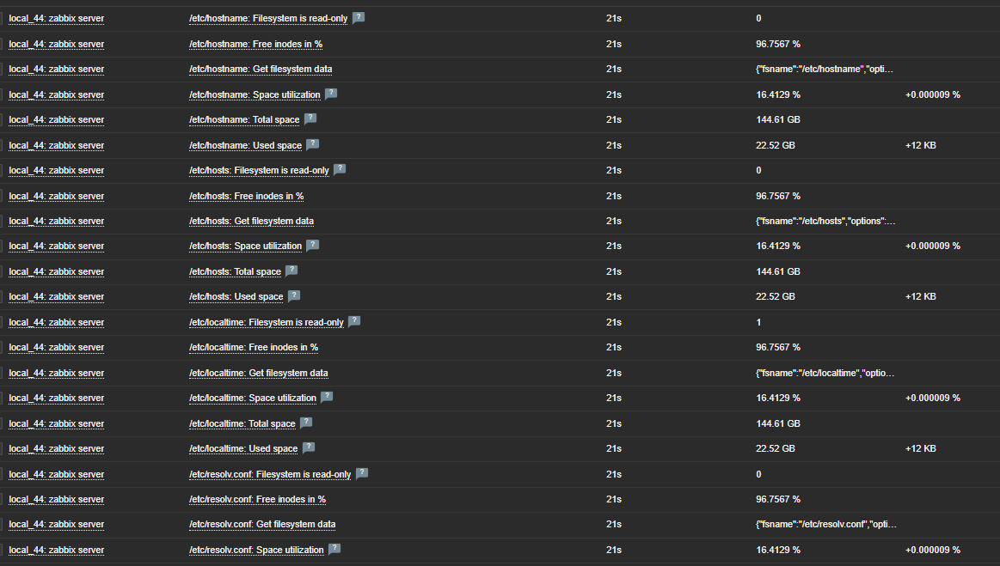 local_44: zabbix server /etc/hostname: Filesystem is read-only ? 21s 0
local_44: zabbix server /etc/hostname: Free inodes in % 21s 96.7567 %
local_44: zabbix server /etc/hostname: Get filesystem data 21s {"fsname":"/etc/hostname","opti...
local_44: zabbix server /etc/hostname: Space utilization ? 21s 16.4129 % +0.000009 %
local_44: zabbix server /etc/hostname: Total space ? 21s 144.61 GB
local_44: zabbix server /etc/hostname: Used space ? 21s 22.52 GB +12 KB
local_44: zabbix server /etc/hosts: Filesystem is read-only ? 21s 0
local_44: zabbix server /etc/hosts: Free inodes in % 21s 96.7567 %
local_44: zabbix server /etc/hosts: Get filesystem data 21s {"fsname":"/etc/hosts","options":...
local_44: zabbix server /etc/hosts: Space utilization ? 21s 16.4129 % +0.000009 %
local_44: zabbix server /etc/hosts: Total space ? 21s 144.61 GB
local_44: zabbix server /etc/hosts: Used space ? 21s 22.52 GB +12 KB
local_44: zabbix server /etc/localtime: Filesystem is read-only ? 21s 1
local_44: zabbix server /etc/localtime: Free inodes in % 21s 96.7567 %
local_44: zabbix server /etc/localtime: Get filesystem data 21s {"fsname":"/etc/localtime","optio...
local_44: zabbix server /etc/localtime: Space utilization ? 21s 16.4129 % +0.000009 %
local_44: zabbix server /etc/localtime: Total space ? 21s 144.61 GB
local_44: zabbix server /etc/localtime: Used space ? 21s 22.52 GB +12 KB
local_44: zabbix server /etc/resolv.conf: Filesystem is read-only ? 21s 0
local_44: zabbix server /etc/resolv.conf: Free inodes in % 21s 96.7567 %
local_44: zabbix server /etc/resolv.conf: Get filesystem data 21s {"fsname":"/etc/resolv.conf","opti...
local_44: zabbix server /etc/resolv.conf: Space utilization ? 21s 16.4129 % +0.000009 %